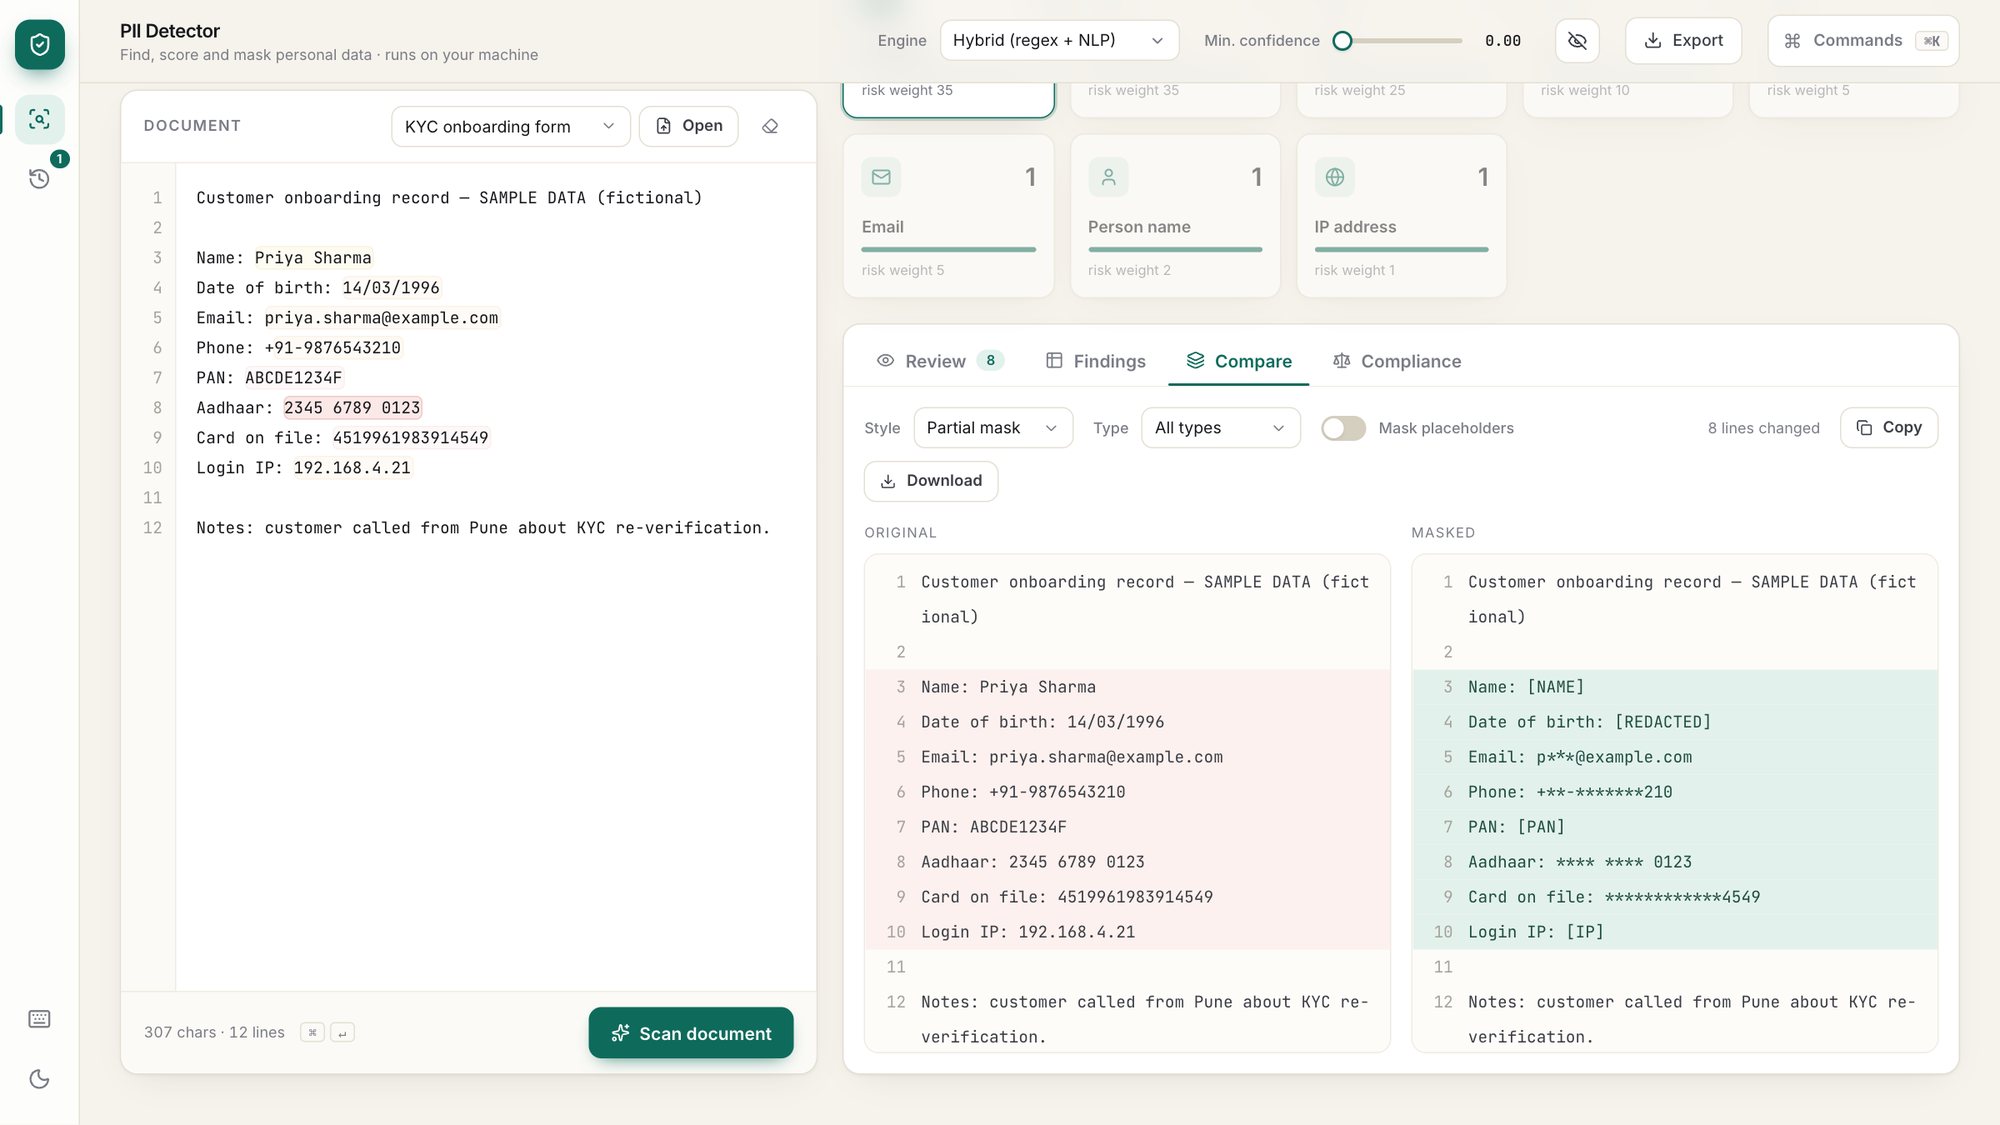 PII Detector
Find, score and mask personal data · runs on your machine
Engine
Hybrid (regex + NLP)
Min. confidence
0.00
Export
Commands
⌘K
1
DOCUMENT
KYC onboarding form
Open
1 Customer onboarding record — SAMPLE DATA (fictional)
2
3 Name: Priya Sharma
4 Date of birth: 14/03/1996
5 Email: priya.sharma@example.com
6 Phone: +91-9876543210
7 PAN: ABCDE1234F
8 Aadhaar: 2345 6789 0123
9 Card on file: 4519961983914549
10 Login IP: 192.168.4.21
11
12 Notes: customer called from Pune about KYC re-verification.
307 chars · 12 lines ⌘ ↵
Scan document
risk weight 35
risk weight 35
risk weight 25
risk weight 10
risk weight 5
1
Email
risk weight 5
1
Person name
risk weight 2
1
IP address
risk weight 1
Review 8
Findings
Compare
Compliance
Style
Partial mask
Type
All types
Mask placeholders
8 lines changed
Copy
Download
ORIGINAL
1 Customer onboarding record — SAMPLE DATA (fict
ional)
2
3 Name: Priya Sharma
4 Date of birth: 14/03/1996
5 Email: priya.sharma@example.com
6 Phone: +91-9876543210
7 PAN: ABCDE1234F
8 Aadhaar: 2345 6789 0123
9 Card on file: 4519961983914549
10 Login IP: 192.168.4.21
11
12 Notes: customer called from Pune about KYC re-
verification.
MASKED
1 Customer onboarding record — SAMPLE DATA (fict
ional)
2
3 Name: [NAME]
4 Date of birth: [REDACTED]
5 Email: p***@example.com
6 Phone: +**-*******210
7 PAN: [PAN]
8 Aadhaar: **** **** 0123
9 Card on file: ************4549
10 Login IP: [IP]
11
12 Notes: customer called from Pune about KYC re-
verification.